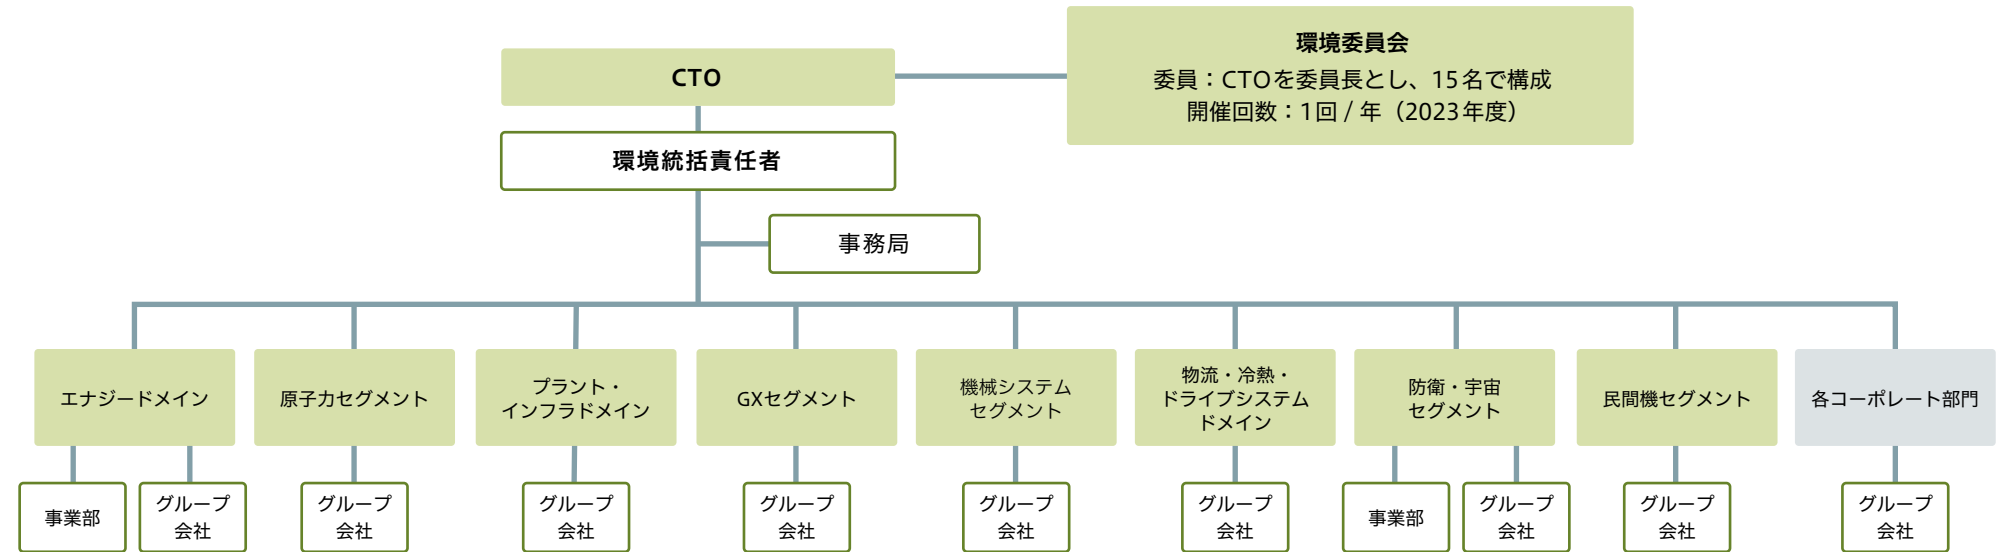 環境委員会
委員：CTOを委員長とし、15名で構成
開催回数：1回 / 年（2023年度）
CTO
環境統括責任者
事務局
エナジードメイン
原子力セグメント
プラント・
インフラドメイン
GXセグメント
機械システム
セグメント
物流・冷熱・
ドライブシステム
ドメイン
防衛・宇宙
セグメント
民間機セグメント
各コーポレート部門
事業部
グループ
会社
グループ
会社
グループ
会社
グループ
会社
グループ
会社
グループ
会社
事業部
グループ
会社
グループ
会社
グループ
会社